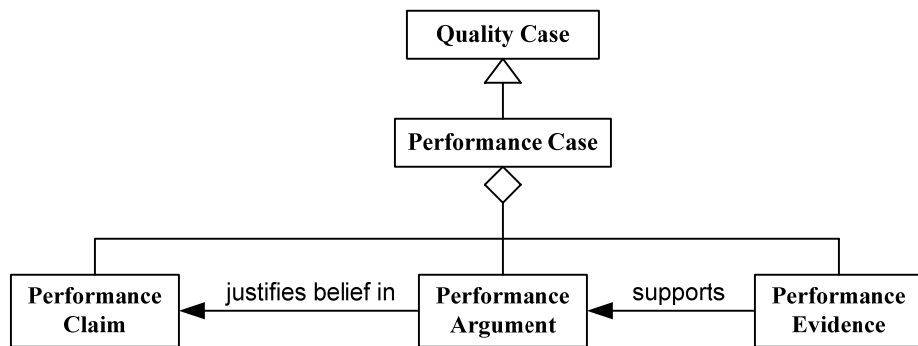 Quality Case
Performance Case
Performance
Claim
justifies belief in
Performance
Argument
supports
Performance
Evidence